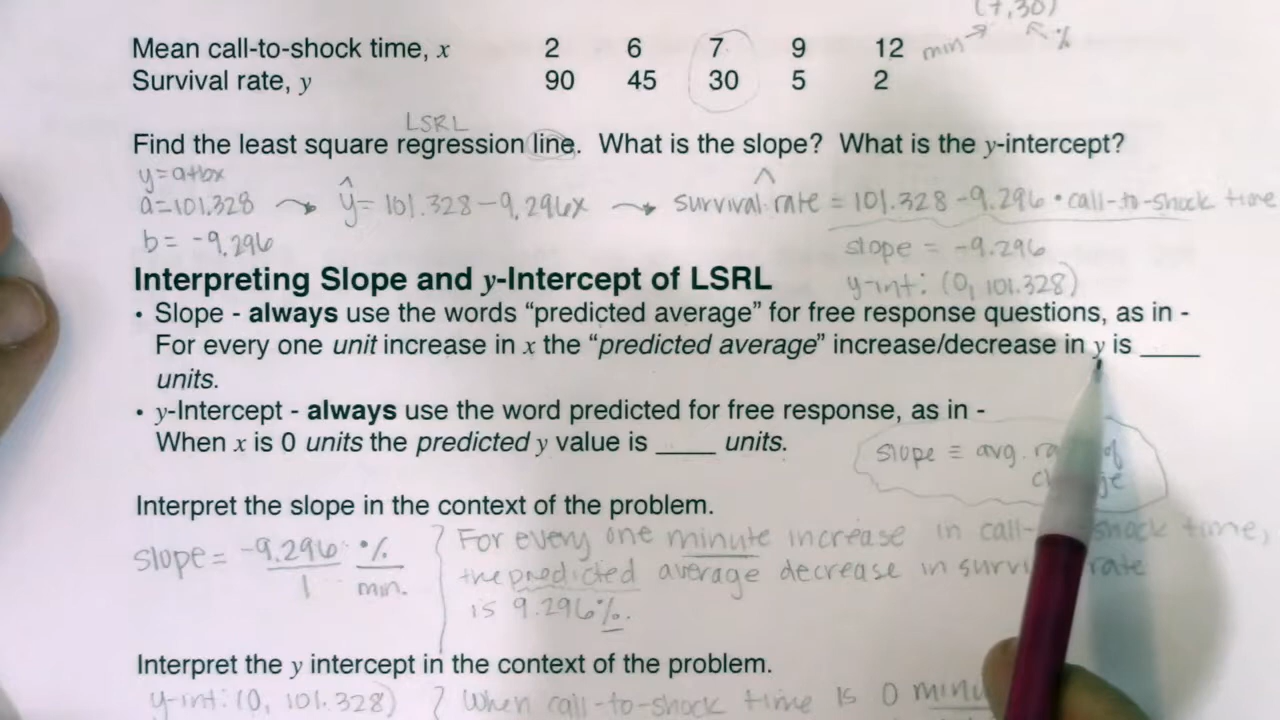 (7,30)
min → ↖ %
Mean call-to-shock time, x 2 6 7 9 12
Survival rate, y 90 45 30 5 2
LSRL
Find the least square regression line. What is the slope? What is the y-intercept?
y=a+bx
a=101.328 → ŷ= 101.328-9.296x → survival rate = 101.328-9.296•call-to-shock time
b= -9.296 slope = -9.296
Interpreting Slope and y-Intercept of LSRL y-int: (0, 101.328)
• Slope - always use the words “predicted average” for free response questions, as in -
For every one unit increase in x the “predicted average” increase/decrease in y is ____
units.
• y-Intercept - always use the word predicted for free response, as in -
When x is 0 units the predicted y value is ____ units.
slope ≡ avg. of
Interpret the slope in the context of the problem.
slope = -9.296 % / 1 min.
For every one minute increase in call- shock time,
the predicted average decrease in rate
is 9.296%.
Interpret the y intercept in the context of the problem.
y-int: (0, 101.328) When call-to-shock time is 0